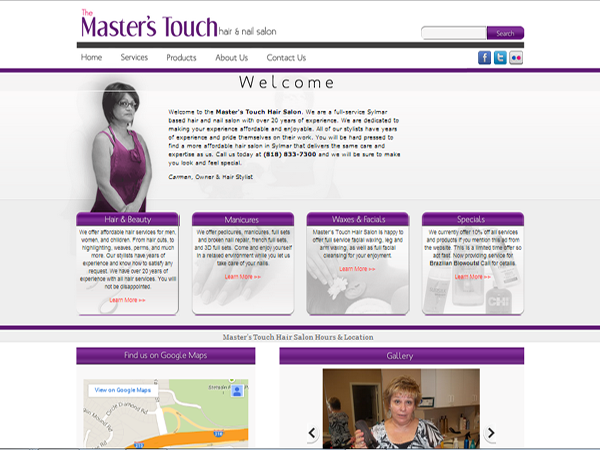 The
Master's Touch hair & nail salon
Search
Home Services Products About Us Contact Us
Welcome
Welcome to the Master's Touch Hair Salon. We are a full-service Sylmar
based hair and nail salon with over 20 years of experience. We are dedicated to
making your experience affordable and enjoyable. All of our stylists have years
of experience and pride themselves on their work. You will be hard pressed to
find a more affordable hair salon in Sylmar that delivers the same care and
expertise as us. Call us today at (818) 833-7300 and we will be sure to make
you look and feel special.
Carmen, Owner & Hair Stylist
Hair & Beauty
We offer affordable hair services for men,
women, and children. From hair cuts, to
highlighting, weaves, perms, and much
more. Our stylists have years of
experience and know how to satisfy any
request. We have over 20 years of
experience with all hair services. You will
not be disappointed.
Learn More >>
Manicures
We offer pedicures, manicures, full sets
and broken nail repair, french full sets,
and 3D full sets. Come and enjoy yourself
in a relaxed environment while you let us
take care of your nails.
Learn More >>
Waxes & Facials
Master's Touch Hair Salon is happy to
offer full service facial waxing, leg and
arm waxing, as well as full facial
cleansing for your enjoyment.
Learn More >>
Specials
We currently offer 10% off all services
and products if you mention this ad from
the website. This is a limited time offer so
act fast. Now providing service for
Brazilian Blowouts! Call for details.
Learn More >>
CHI
Master's Touch Hair Salon Hours & Location
Find us on Google Maps
View on Google Maps
Circle Diamond Rd
210
Gallery